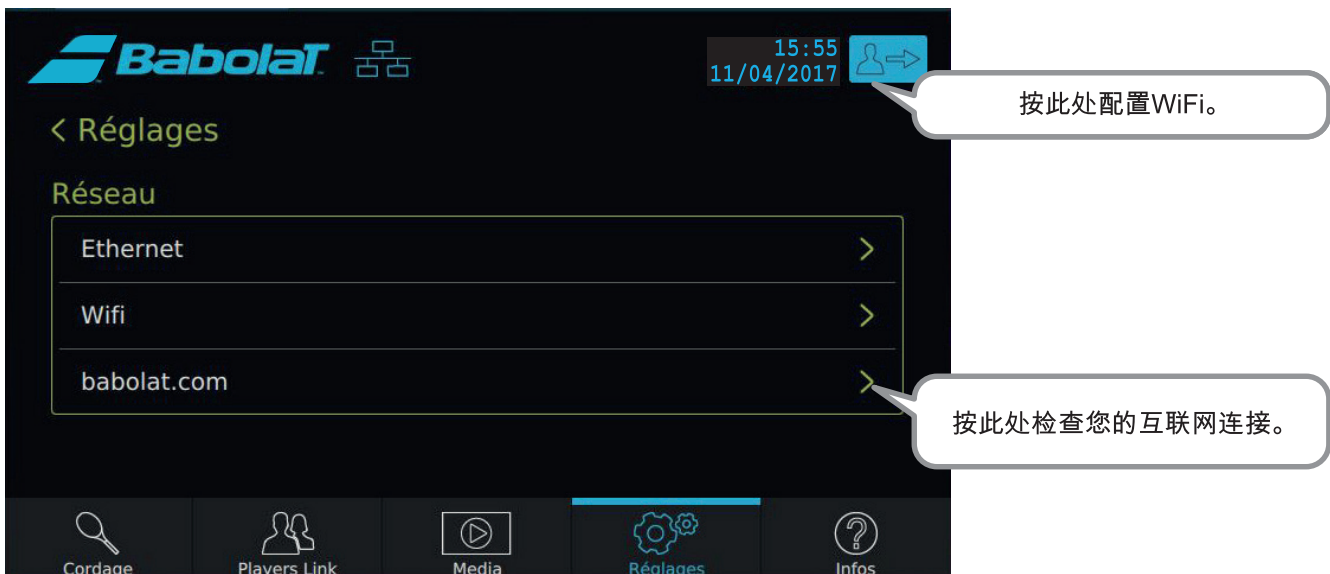 BabolaT
15:55
11/04/2017
按此处配置WiFi。
< Réglages
Réseau
Ethernet >
Wifi >
babolat.com >
按此处检查您的互联网连接。
Cordage
Players Link
Media
Réglages
Infos